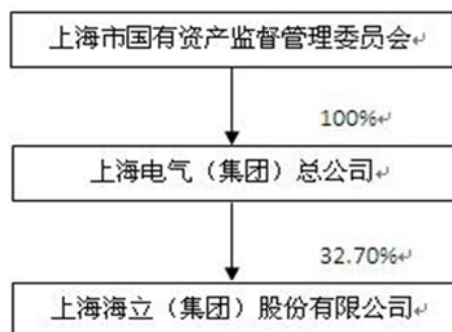 上海市国有资产监督管理委员会
100%
上海电气（集团）总公司
32.70%
上海海立（集团）股份有限公司